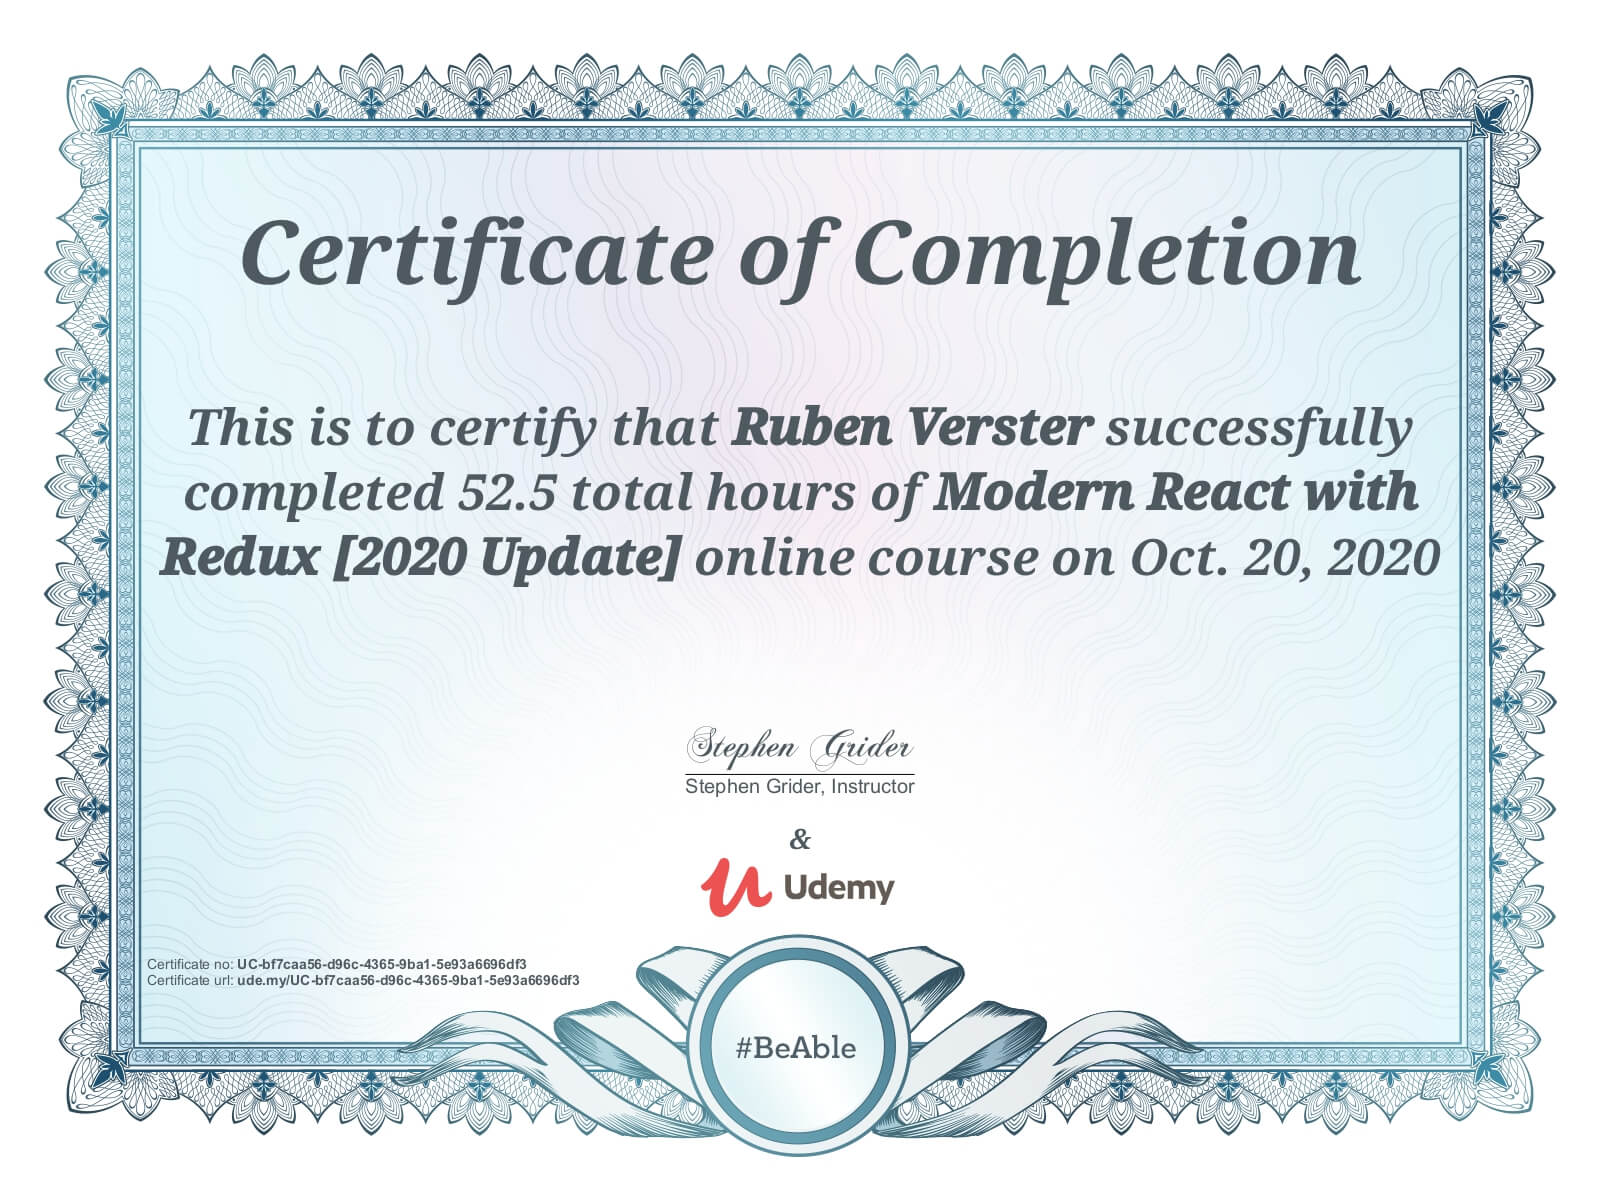 Certificate of Completion
This is to certify that Ruben Verster successfully
completed 52.5 total hours of Modern React with
Redux [2020 Update] online course on Oct. 20, 2020
Stephen Grider
Stephen Grider, Instructor
&
Udemy
Certificate no: UC-bf7caa56-d96c-4365-9ba1-5e93a6696df3
Certificate url: ude.my/UC-bf7caa56-d96c-4365-9ba1-5e93a6696df3
#BeAble